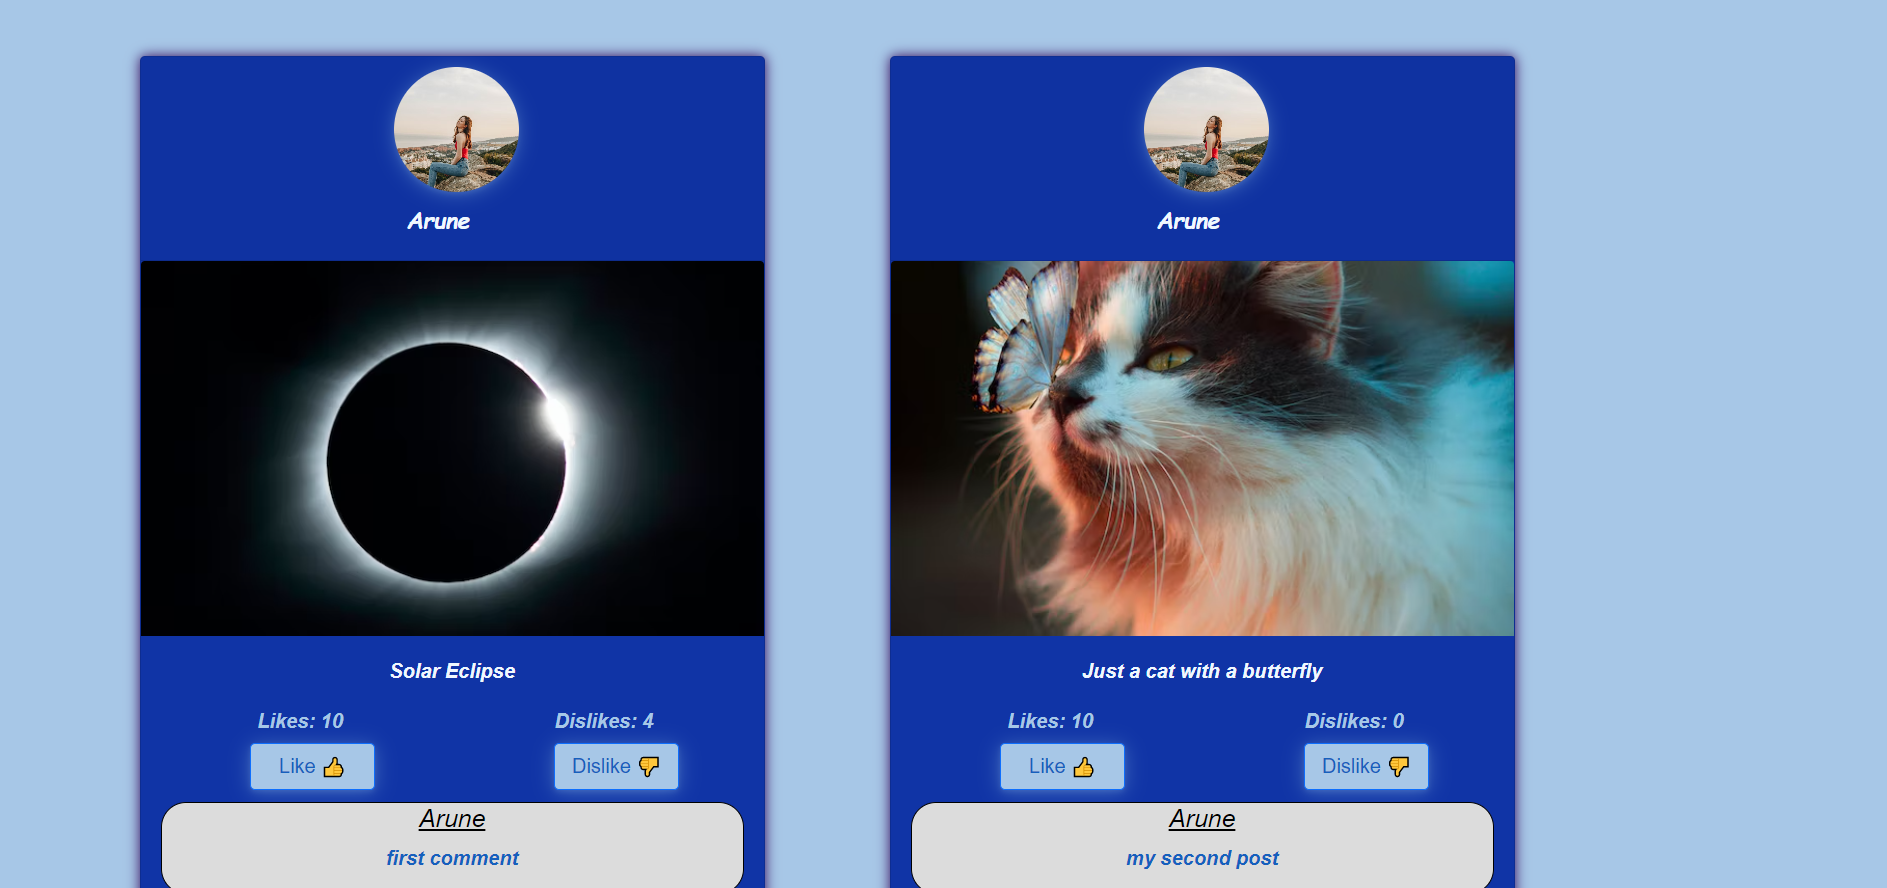 Arune
Solar Eclipse
Likes: 10
Dislikes: 4
Like 👍
Dislike 👎
Arune
first comment
Arune
Just a cat with a butterfly
Likes: 10
Dislikes: 0
Like 👍
Dislike 👎
Arune
my second post